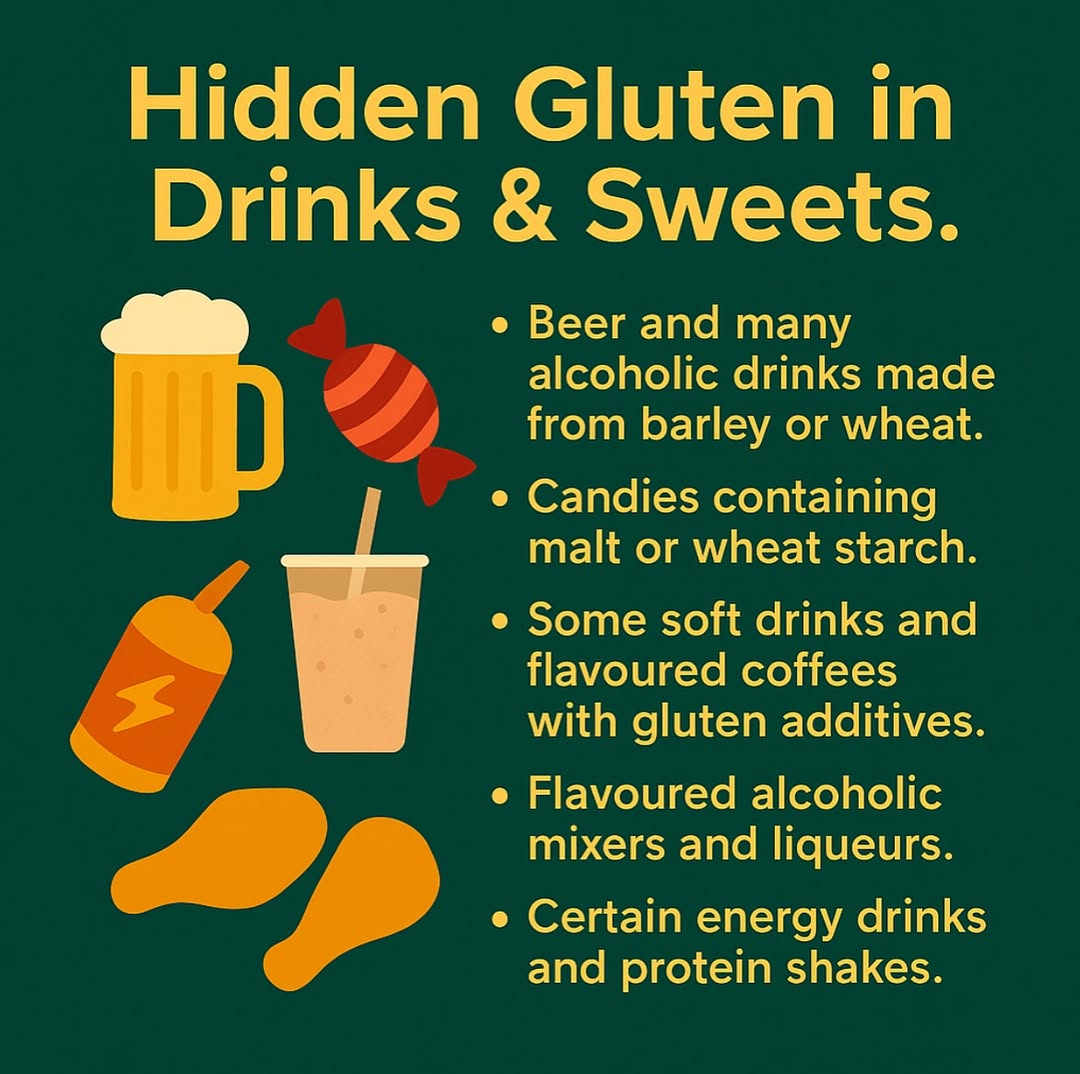 Hidden Gluten in
Drinks & Sweets.
• Beer and many
alcoholic drinks made
from barley or wheat.
• Candies containing
malt or wheat starch.
• Some soft drinks and
flavoured coffees
with gluten additives.
• Flavoured alcoholic
mixers and liqueurs.
• Certain energy drinks
and protein shakes.